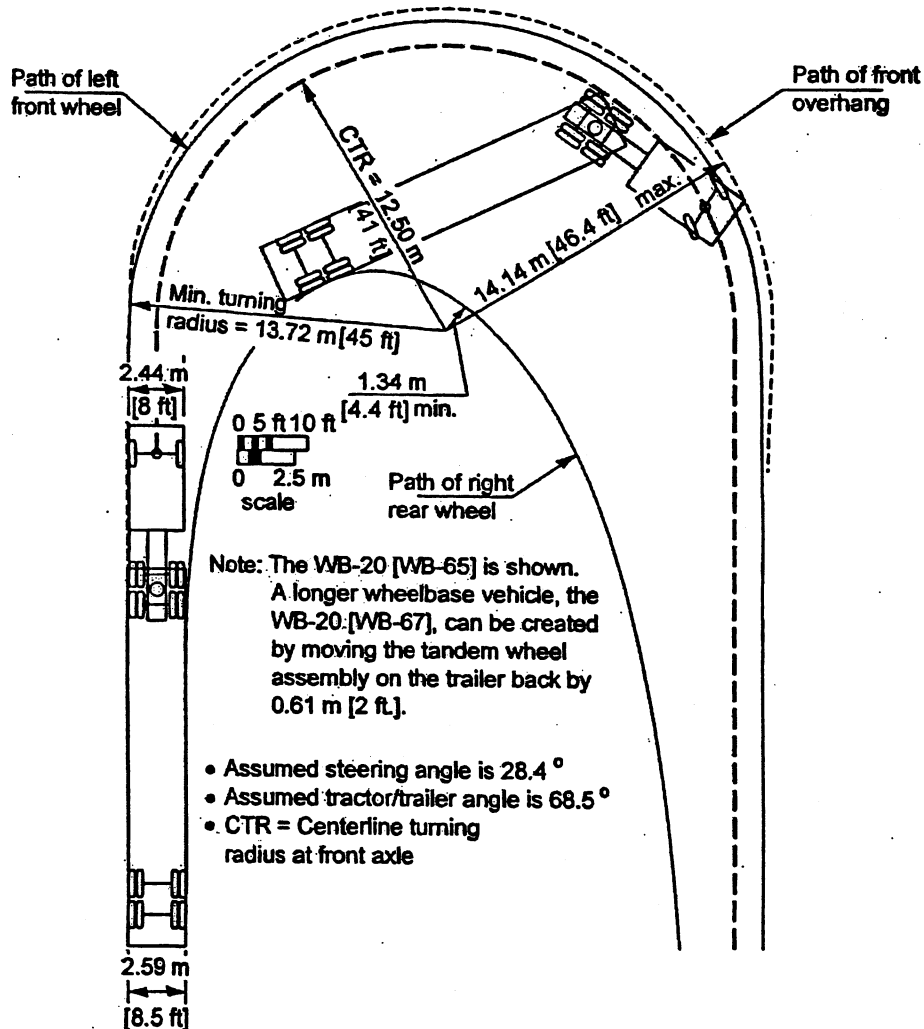 Path of left
front wheel
Path of front
overhang
CTR = 12.50 m
[41 ft]
14.14 m [46.4 ft] max.
Min. turning
radius = 13.72 m [45 ft]
2.44 m
[8 ft]
1.34 m
[4.4 ft] min.
0 5 ft 10 ft
0 2.5 m
scale
Path of right
rear wheel
Note: The WB-20 [WB-65] is shown.
A longer wheelbase vehicle, the
WB-20 [WB-67], can be created
by moving the tandem wheel
assembly on the trailer back by
0.61 m [2 ft.].
• Assumed steering angle is 28.4 °
• Assumed tractor/trailer angle is 68.5 °
• CTR = Centerline turning
radius at front axle
2.59 m
[8.5 ft]